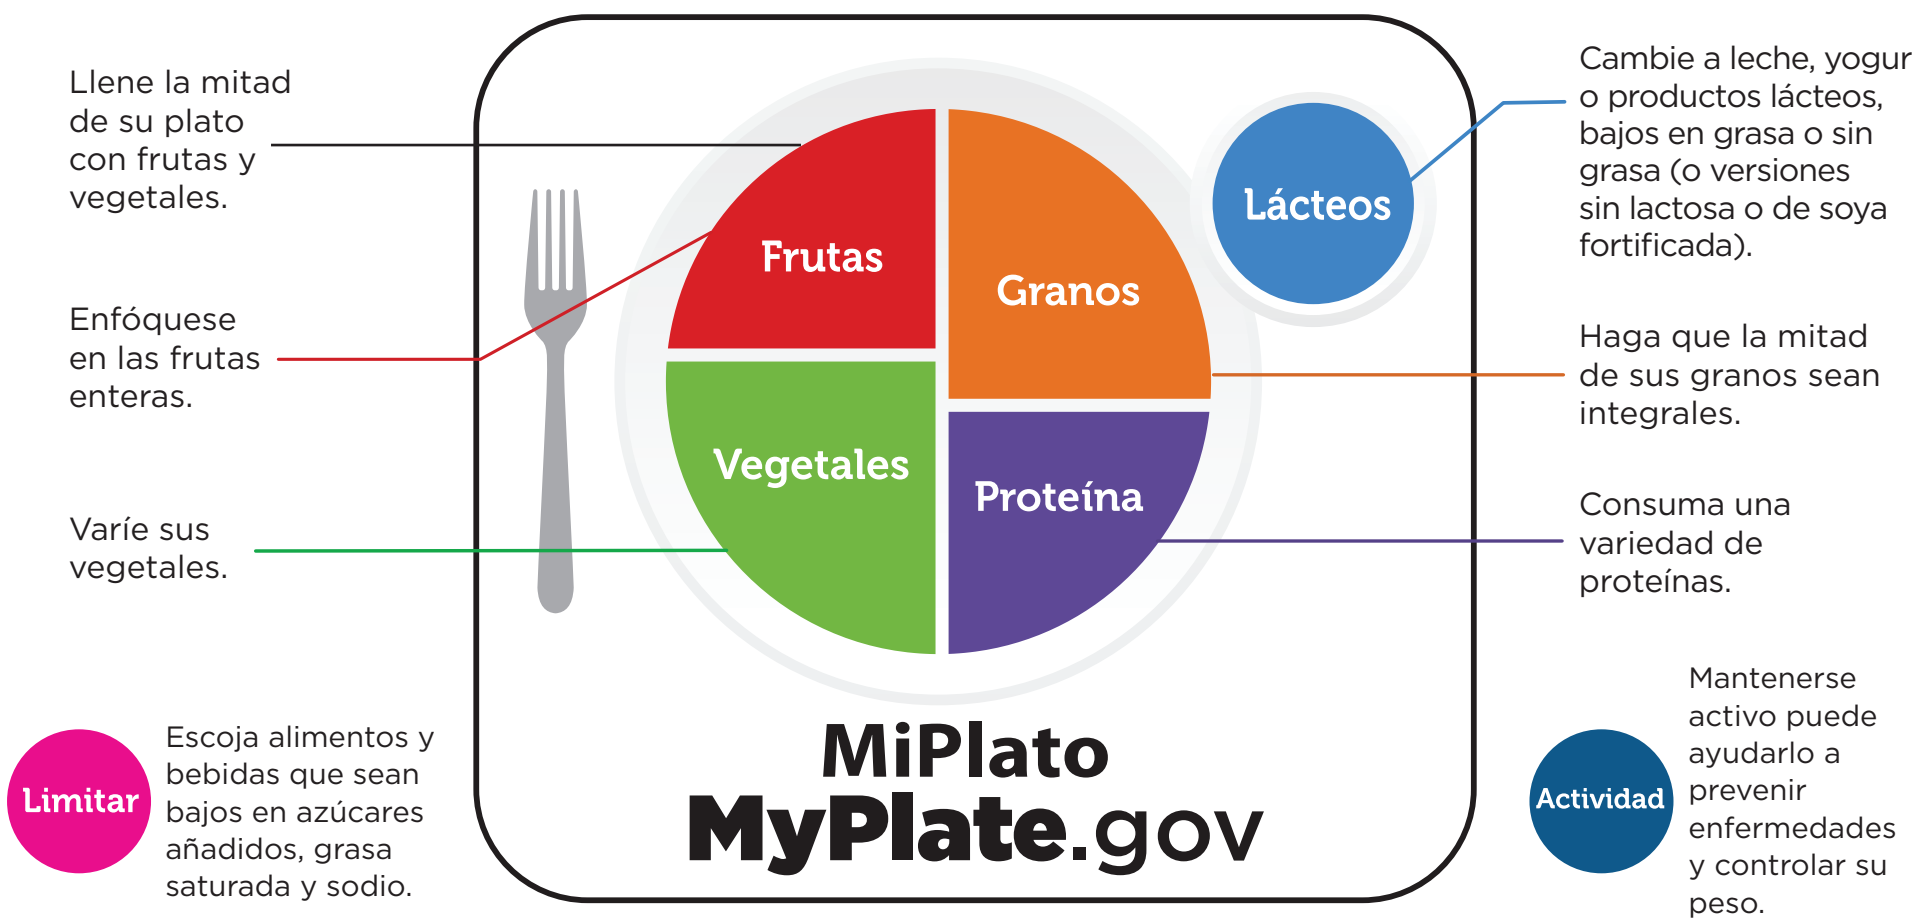 Llene la mitad
de su plato
con frutas y
vegetales.
Enfóquese
en las frutas
enteras.
Varíe sus
vegetales.
Limitar
Escoja alimentos y
bebidas que sean
bajos en azúcares
añadidos, grasa
saturada y sodio.
Frutas
Granos
Vegetales
Proteína
Lácteos
MiPlato
MyPlate.gov
Cambie a leche, yogur
o productos lácteos,
bajos en grasa o sin
grasa (o versiones
sin lactosa o de soya
fortificada).
Haga que la mitad
de sus granos sean
integrales.
Consuma una
variedad de
proteínas.
Actividad
Mantenerse
activo puede
ayudarlo a
prevenir
enfermedades
y controlar su
peso.